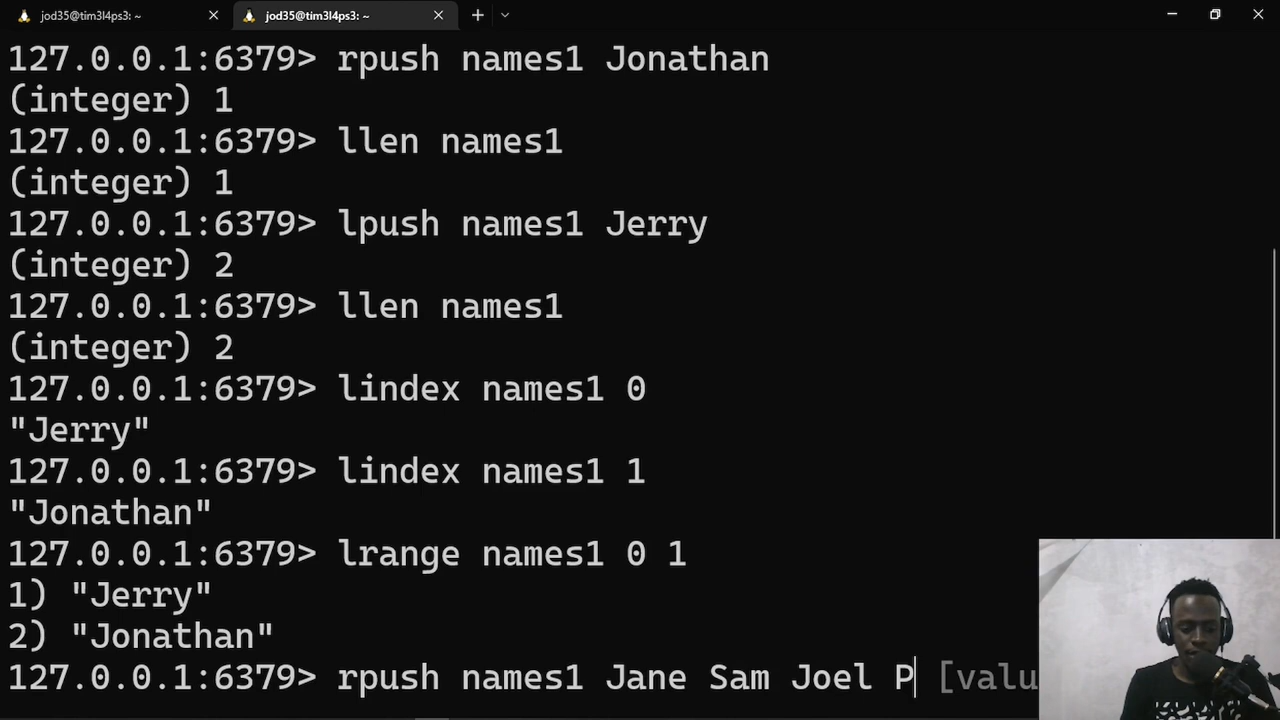 jod35@tim3l4ps3: ~
jod35@tim3l4ps3: ~
127.0.0.1:6379> rpush names1 Jonathan
(integer) 1
127.0.0.1:6379> llen names1
(integer) 1
127.0.0.1:6379> lpush names1 Jerry
(integer) 2
127.0.0.1:6379> llen names1
(integer) 2
127.0.0.1:6379> lindex names1 0
"Jerry"
127.0.0.1:6379> lindex names1 1
"Jonathan"
127.0.0.1:6379> lrange names1 0 1
1) "Jerry"
2) "Jonathan"
127.0.0.1:6379> rpush names1 Jane Sam Joel P [valu